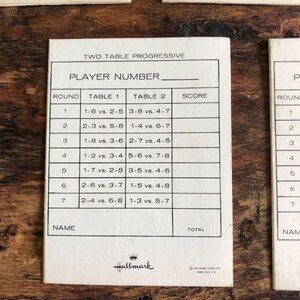 TWO TABLE PROGRESSIVE
PLAYER NUMBER______
ROUND TABLE 1 TABLE 2 SCORE
1 1-6 vs. 2-5 3-8 vs. 4-7
2 2-3 vs. 5-8 1-4 vs. 6-7
3 1-8 vs. 3-6 2-7 vs. 4-5
4 1-2 vs. 3-4 5-6 vs. 7-8
5 1-7 vs. 2-8 3-5 vs. 4-6
6 2-6 vs. 3-7 1-5 vs. 4-8
7 2-4 vs. 6-8 1-3 vs. 5-7
NAME TOTAL
Hallmark